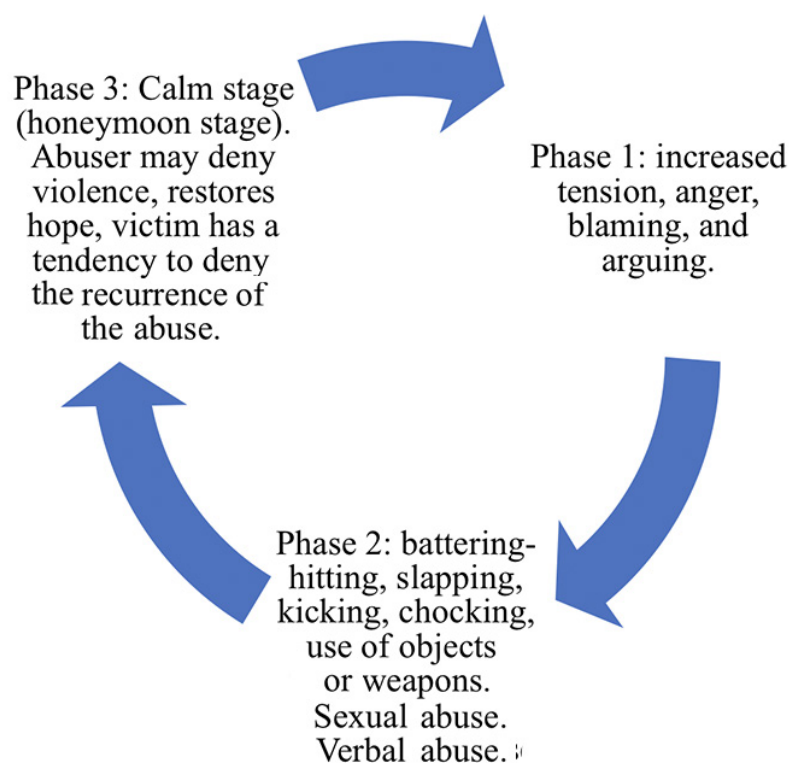 Phase 3: Calm stage
(honeymoon stage).
Abuser may deny
violence, restores
hope, victim has a
tendency to deny
the recurrence of
the abuse.
Phase 1: increased
tension, anger,
blaming, and
arguing.
Phase 2: battering-
hitting, slapping,
kicking, chocking,
use of objects
or weapons.
Sexual abuse.
Verbal abuse.